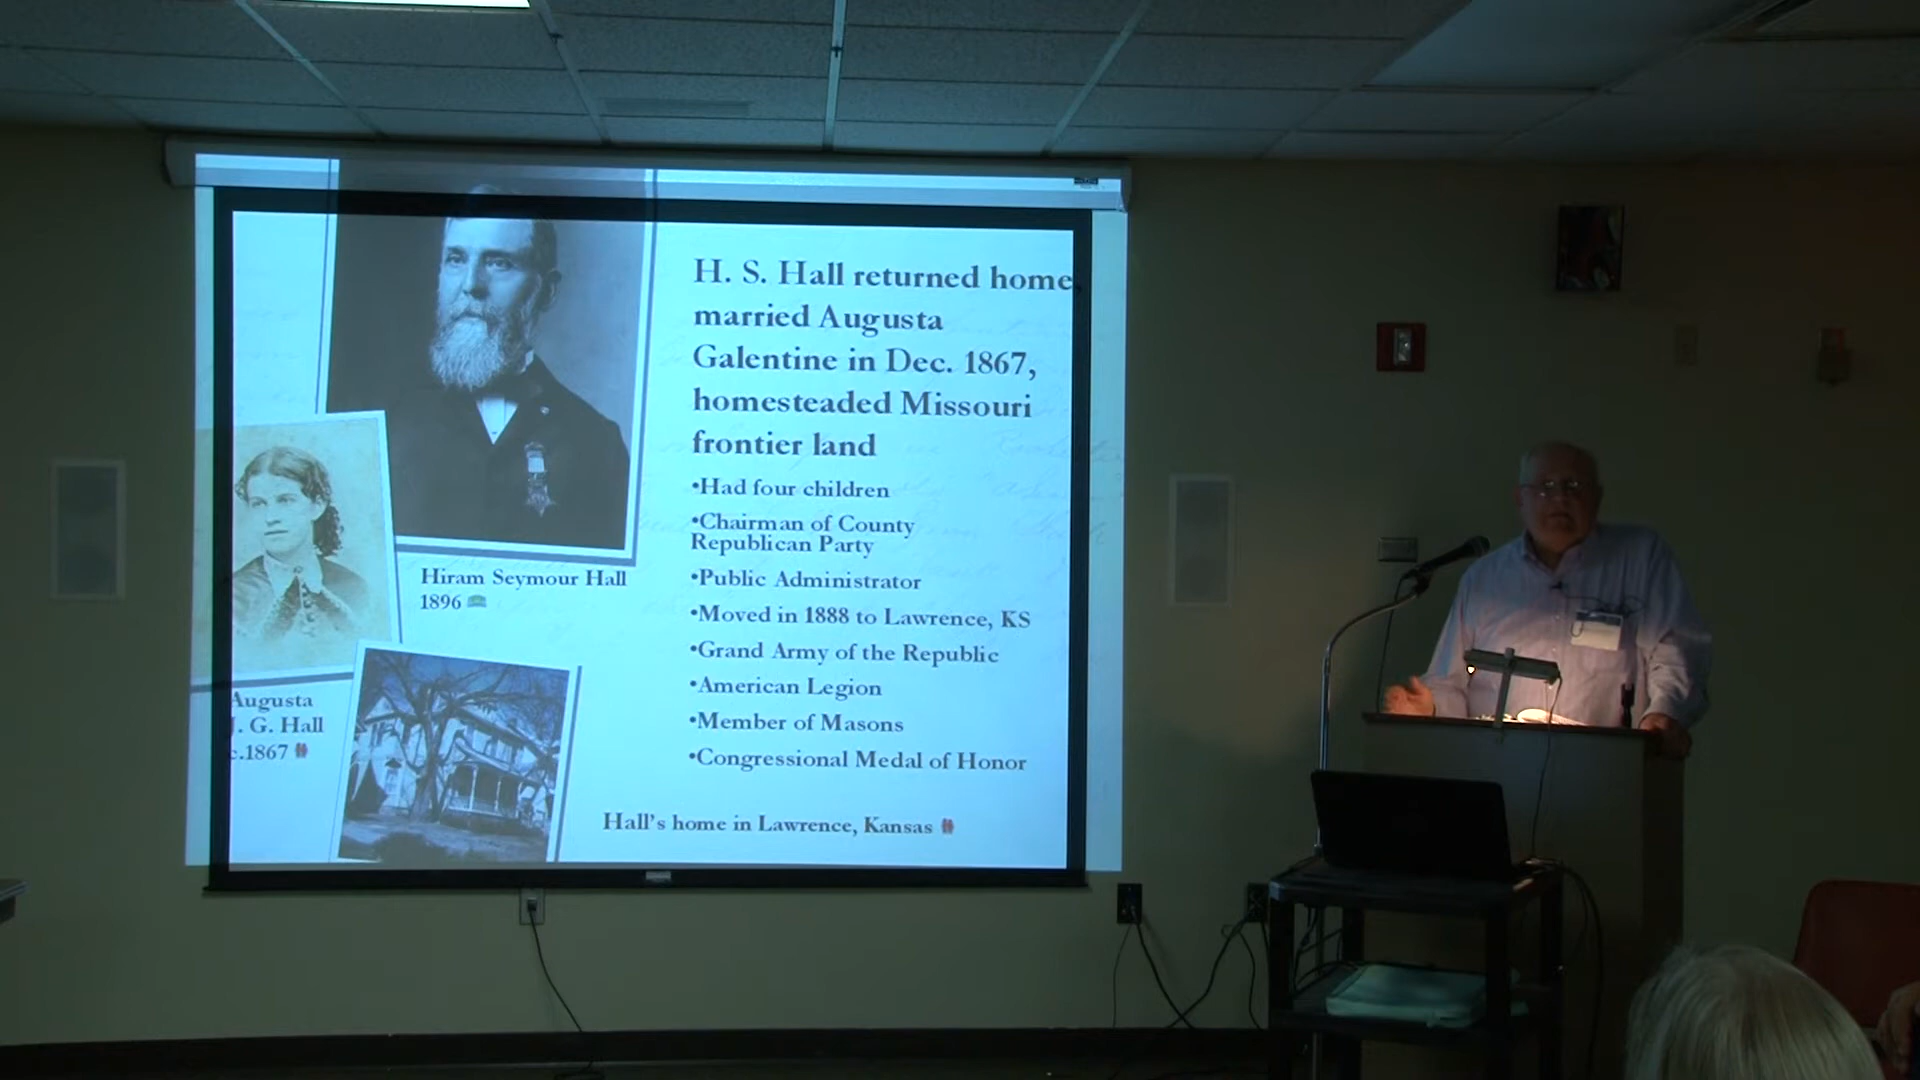 H. S. Hall returned home,
married Augusta
Galentine in Dec. 1867,
homesteaded Missouri
frontier land
•Had four children
•Chairman of County
Republican Party
•Public Administrator
•Moved in 1888 to Lawrence, KS
•Grand Army of the Republic
•American Legion
•Member of Masons
•Congressional Medal of Honor
Hiram Seymour Hall
1896
Augusta
J. G. Hall
c.1867
Hall's home in Lawrence, Kansas